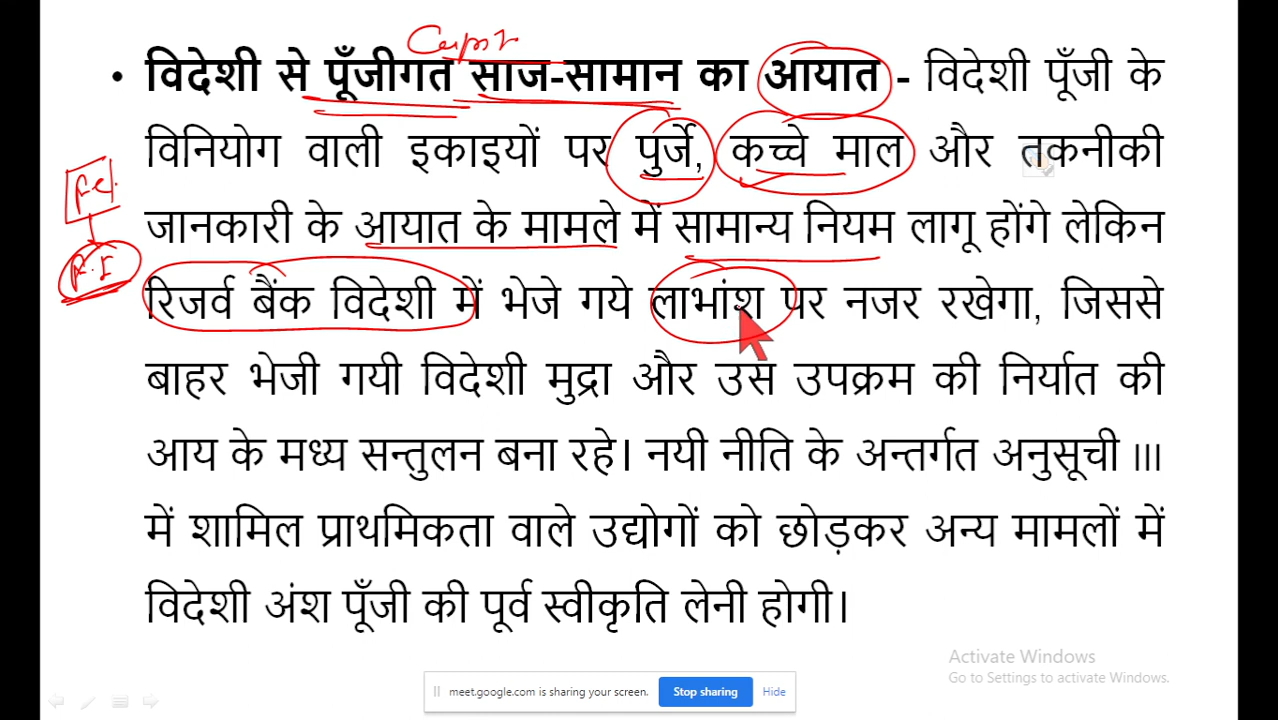 • विदेशी से पूँजीगत साज-सामान का आयात - विदेशी पूँजी के
विनियोग वाली इकाइयों पर पुर्जे, कच्चे माल और तकनीकी
जानकारी के आयात के मामले में सामान्य नियम लागू होंगे लेकिन
रिजर्व बैंक विदेशी में भेजे गये लाभांश पर नजर रखेगा, जिससे
बाहर भेजी गयी विदेशी मुद्रा और उस उपक्रम की निर्यात की
आय के मध्य सन्तुलन बना रहे। नयी नीति के अन्तर्गत अनुसूची III
में शामिल प्राथमिकता वाले उद्योगों को छोड़कर अन्य मामलों में
विदेशी अंश पूँजी की पूर्व स्वीकृति लेनी होगी।
F.I
Activate Windows
Go to Settings to activate Windows.
meet.google.com is sharing your screen. Stop sharing Hide